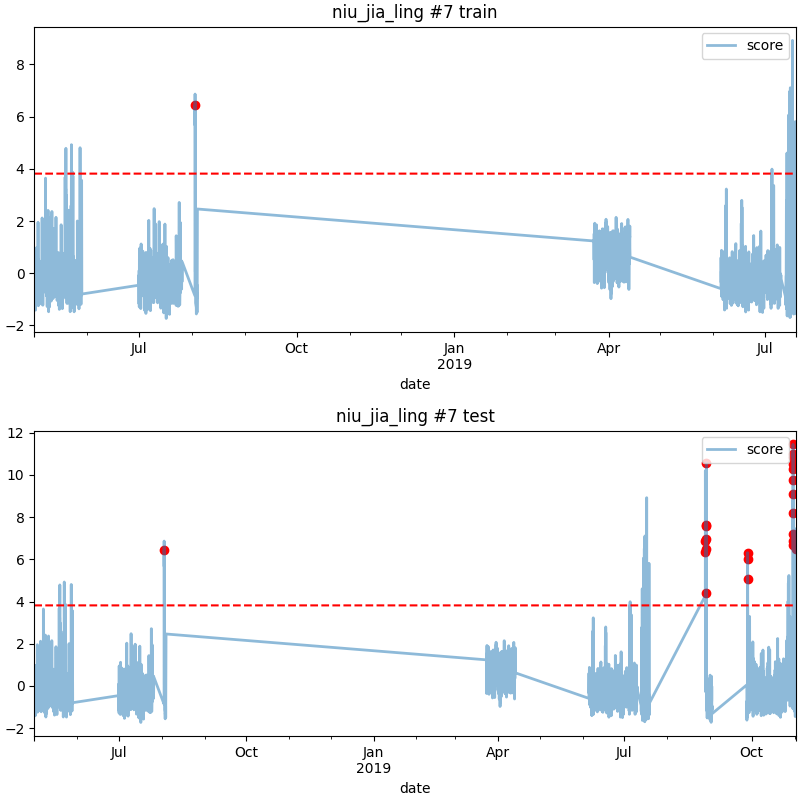 niu_jia_ling #7 train
score
8
6
4
2
0
−2
Jul
Oct
Jan
2019
Apr
Jul
date
niu_jia_ling #7 test
score
12
10
8
6
4
2
0
−2
Jul
Oct
Jan
2019
Apr
Jul
Oct
date